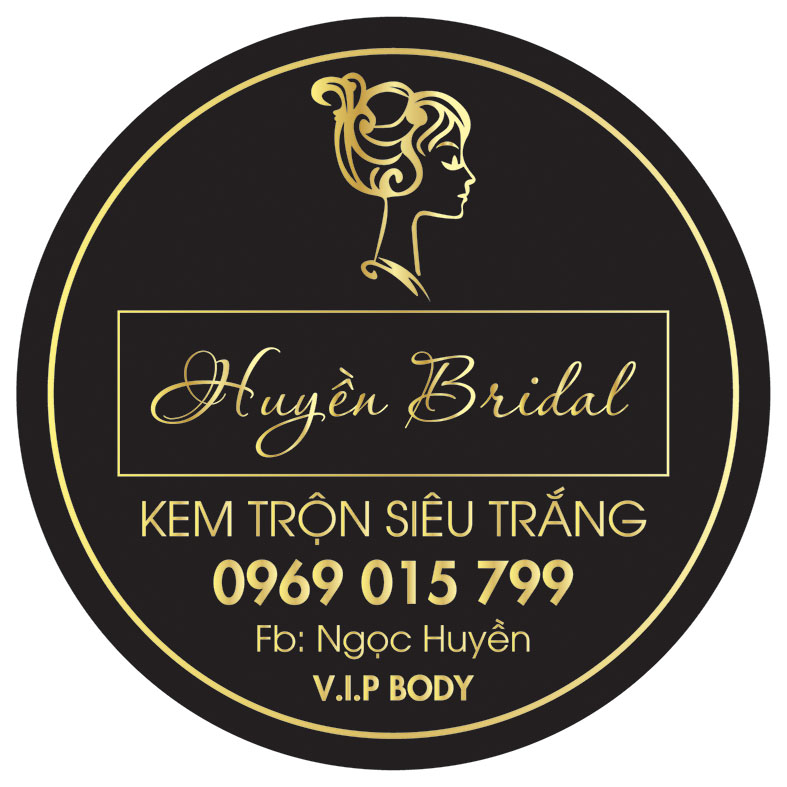 Huyền Bridal
KEM TRỘN SIÊU TRẮNG
0969 015 799
Fb: Ngọc Huyền
V.I.P BODY